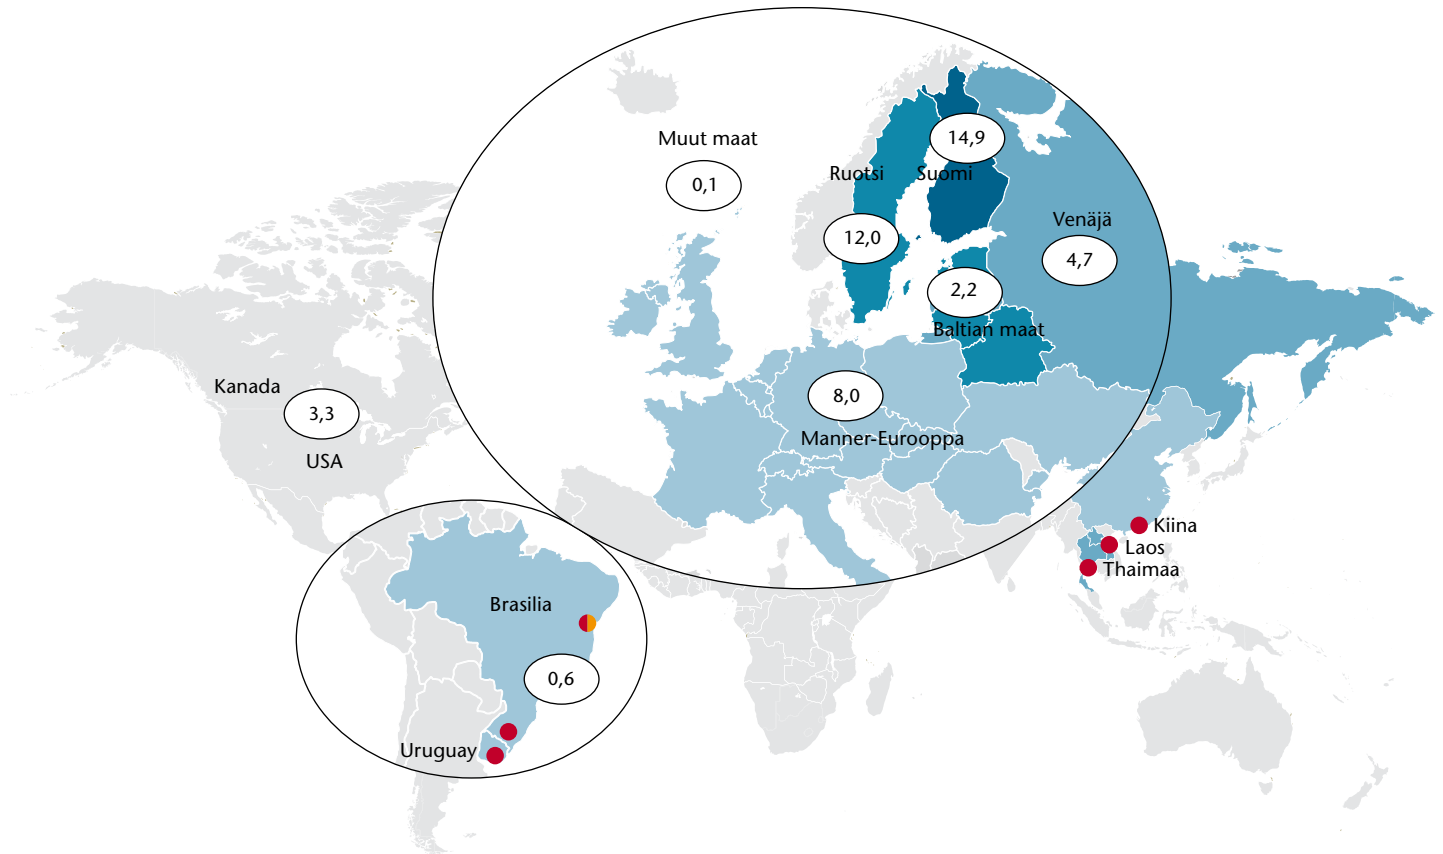 Muut maat
0,1
14,9
Ruotsi
Suomi
12,0
Venäjä
4,7
2,2
Baltian maat
Kanada
3,3
USA
8,0
Manner-Eurooppa
Kiina
Laos
Thaimaa
Brasilia
0,6
Uruguay